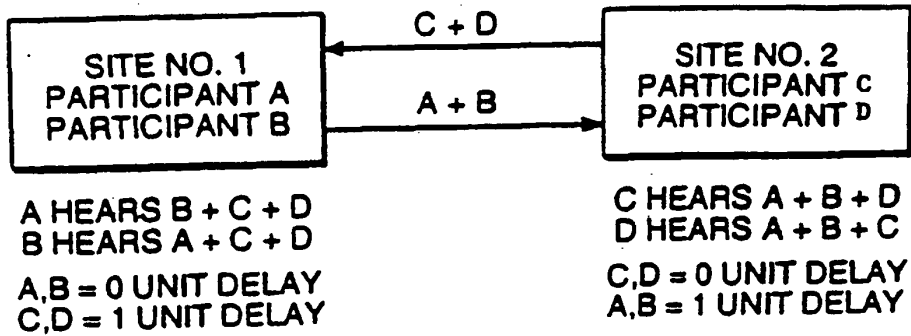 C + D
SITE NO. 1
PARTICIPANT A
PARTICIPANT B
A + B
SITE NO. 2
PARTICIPANT C
PARTICIPANT D
A HEARS B + C + D
B HEARS A + C + D
A,B = 0 UNIT DELAY
C,D = 1 UNIT DELAY
C HEARS A + B + D
D HEARS A + B + C
C,D = 0 UNIT DELAY
A,B = 1 UNIT DELAY